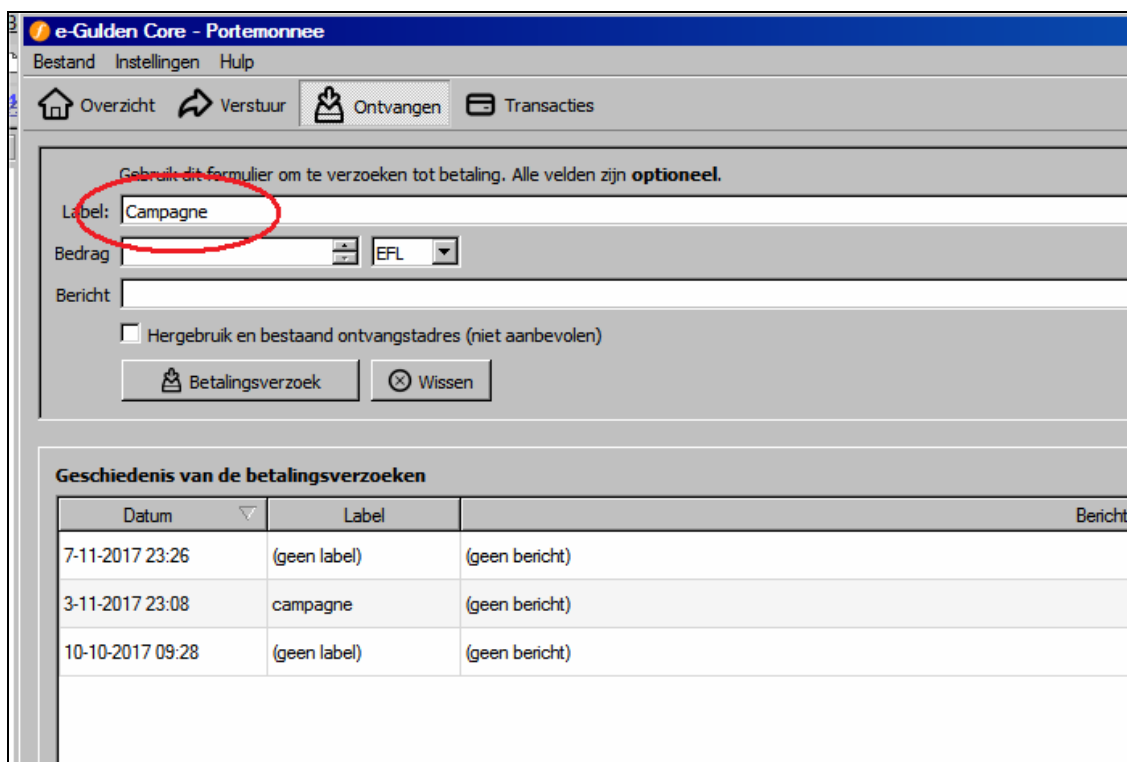 e-Gulden Core - Portemonnee
Bestand Instellingen Hulp
Overzicht Verstuur Ontvangen Transacties
Gebruik dit formulier om te verzoeken tot betaling. Alle velden zijn optioneel.
Label: Campagne
Bedrag EFL
Bericht
Hergebruik en bestaand ontvangstadres (niet aanbevolen)
Betalingsverzoek Wissen
Geschiedenis van de betalingsverzoeken
Datum Label Bericht
7-11-2017 23:26 (geen label) (geen bericht)
3-11-2017 23:08 campagne (geen bericht)
10-10-2017 09:28 (geen label) (geen bericht)